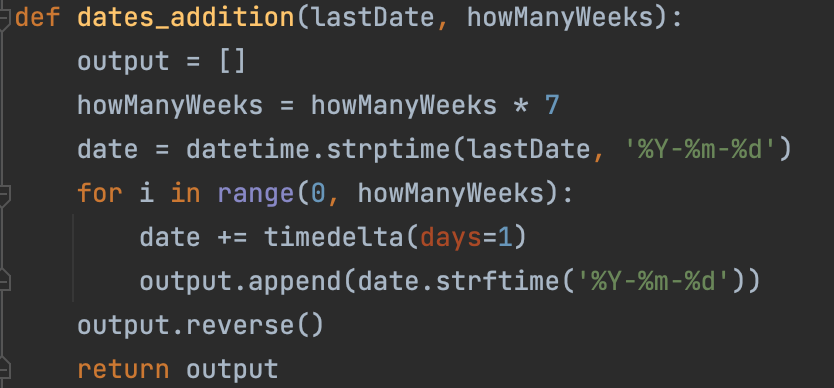 def dates_addition(lastDate, howManyWeeks):
    output = []
    howManyWeeks = howManyWeeks * 7
    date = datetime.strptime(lastDate, '%Y-%m-%d')
    for i in range(0, howManyWeeks):
        date += timedelta(days=1)
        output.append(date.strftime('%Y-%m-%d'))
    output.reverse()
    return output